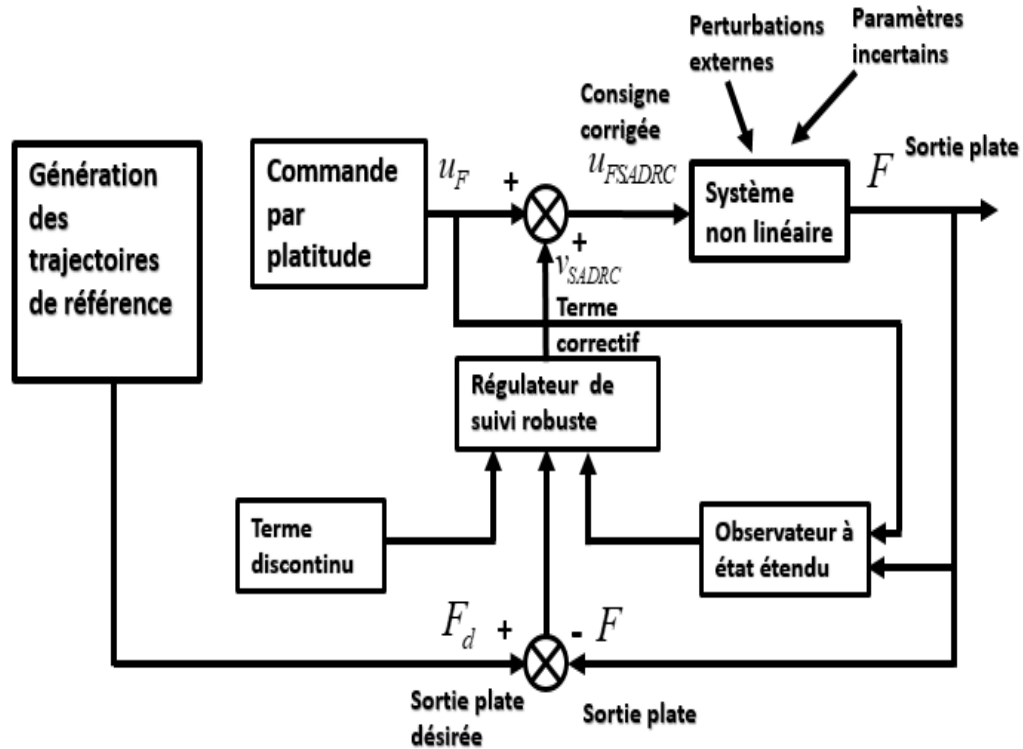 Perturbations
externes
Paramètres
incertains
Consigne
corrigée
Génération
des
trajectoires
de référence
Commande
par
platitude
u_F
+
u_FSADRC
Système
non linéaire
F
Sortie plate
+
v_SADRC
Terme
correctif
Régulateur de
suivi robuste
Terme
discontinu
Observateur à
état étendu
F_d
+
- F
Sortie plate
désirée
Sortie plate